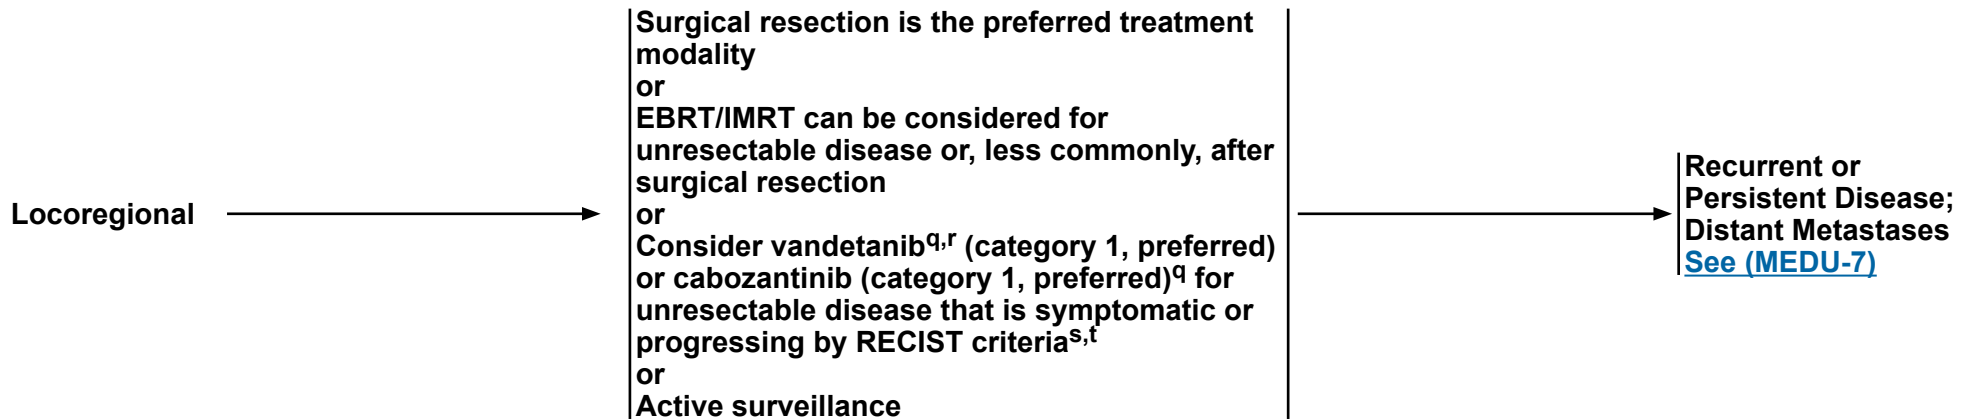 Locoregional
Surgical resection is the preferred treatment
modality
or
EBRT/IMRT can be considered for
unresectable disease or, less commonly, after
surgical resection
or
Consider vandetanibq,r (category 1, preferred)
or cabozantinib (category 1, preferred)q for
unresectable disease that is symptomatic or
progressing by RECIST criterias,t
or
Active surveillance
Recurrent or
Persistent Disease;
Distant Metastases
See (MEDU-7)